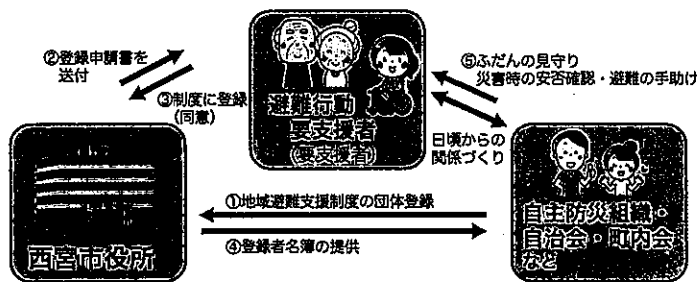 ②登録申請書を
送付
③制度に登録
(同意)
避難行動
要支援者
(要支援者)
⑤ふだんの見守り
災害時の安否確認・避難の手助け
日頃からの
関係づくり
①地域避難支援制度の団体登録
④登録者名簿の提供
西宮市役所
自主防災組織・
自治会・町内会
など